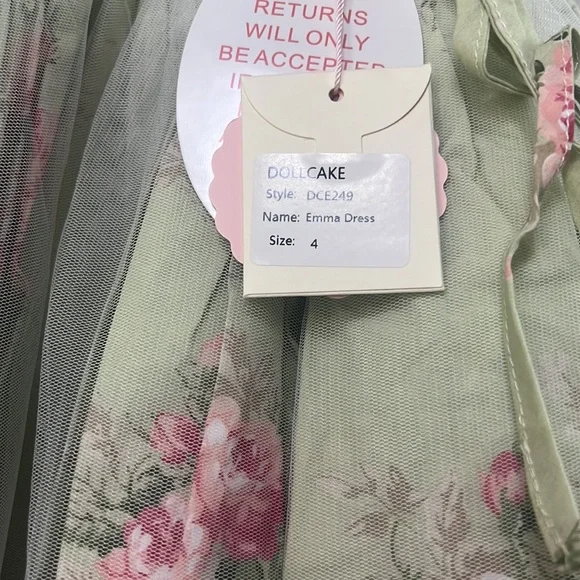 RETURNS
WILL ONLY
BE ACCEPTED
DOLLCAKE
Style: DCE249
Name: Emma Dress
Size: 4